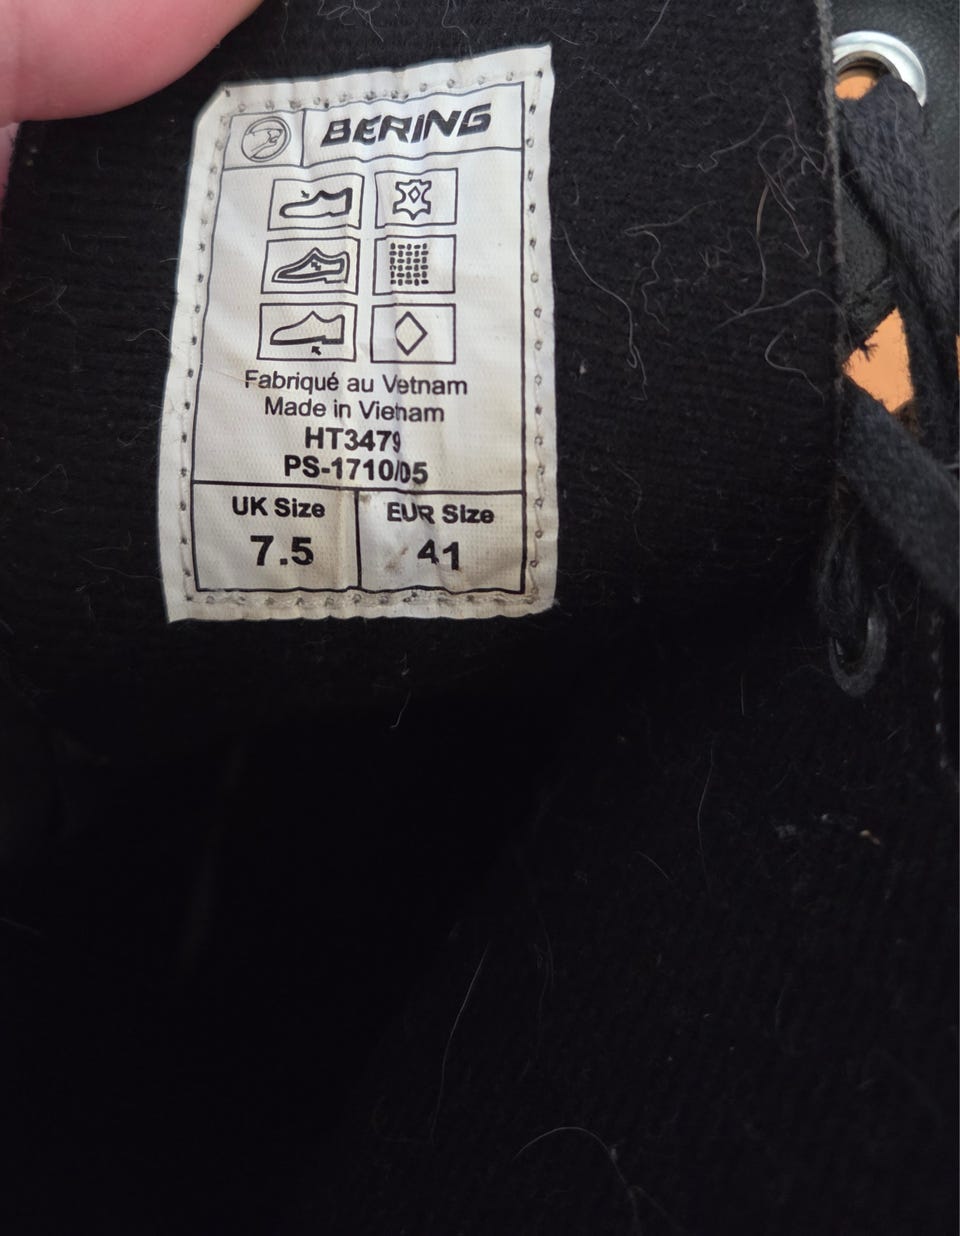 BERING
Fabriqué au Vetnam
Made in Vietnam
HT3479
PS-1710/05
UK Size
EUR Size
7.5
41